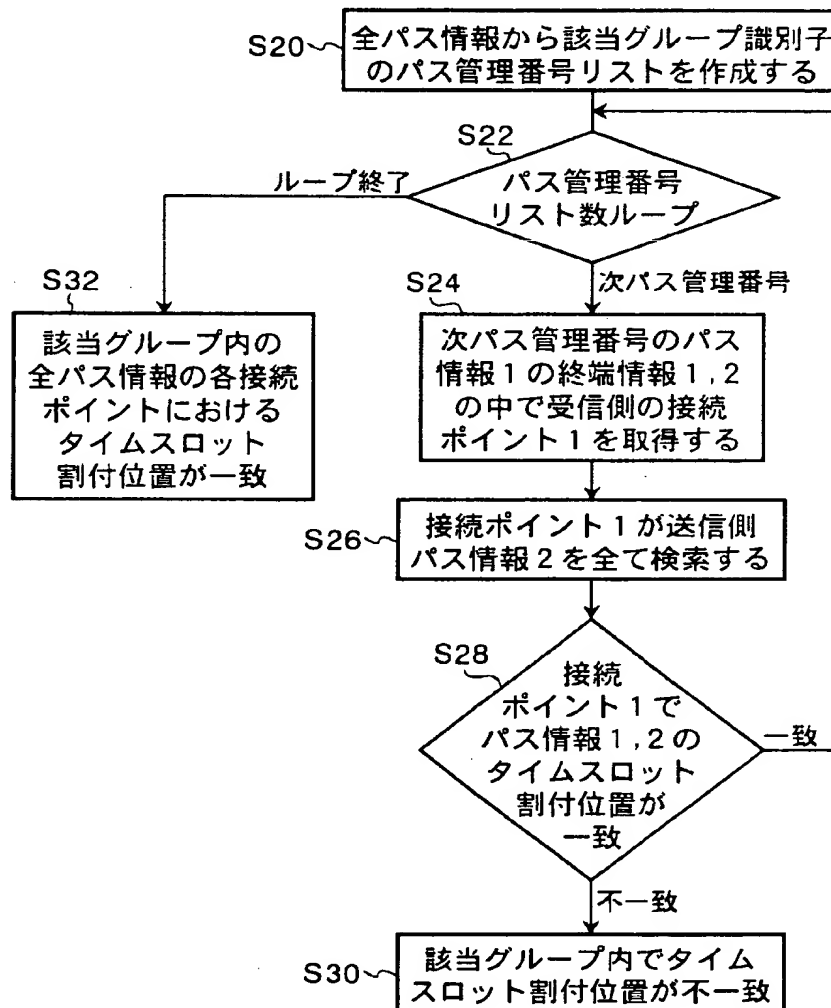 S20
全パス情報から該当グループ識別子
のパス管理番号リストを作成する
S22
ループ終了
パス管理番号
リスト数ループ
次パス管理番号
S32
該当グループ内の
全パス情報の各接続
ポイントにおける
タイムスロット
割付位置が一致
S24
次パス管理番号のパス
情報1の終端情報1,2
の中で受信側の接続
ポイント1を取得する
S26
接続ポイント1が送信側
パス情報2を全て検索する
S28
接続
ポイント1で
パス情報1,2の
タイムスロット
割付位置が
一致
一致
不一致
S30
該当グループ内でタイム
スロット割付位置が不一致